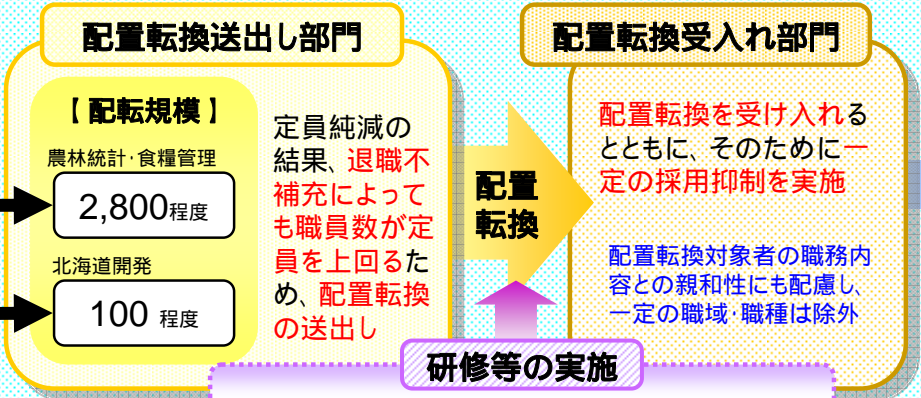 配置転換送出し部門
【 配転規模 】
農林統計・食糧管理
2,800程度
北海道開発
100 程度
定員純減の
結果、退職不
補充によって
も職員数が定
員を上回るた
め、配置転換
の送出し
配置
転換
配置転換受入れ部門
配置転換を受け入れる
とともに、そのために一
定の採用抑制を実施
配置転換対象者の職務内
容との親和性にも配慮し、
一定の職域・職種は除外
研修等の実施